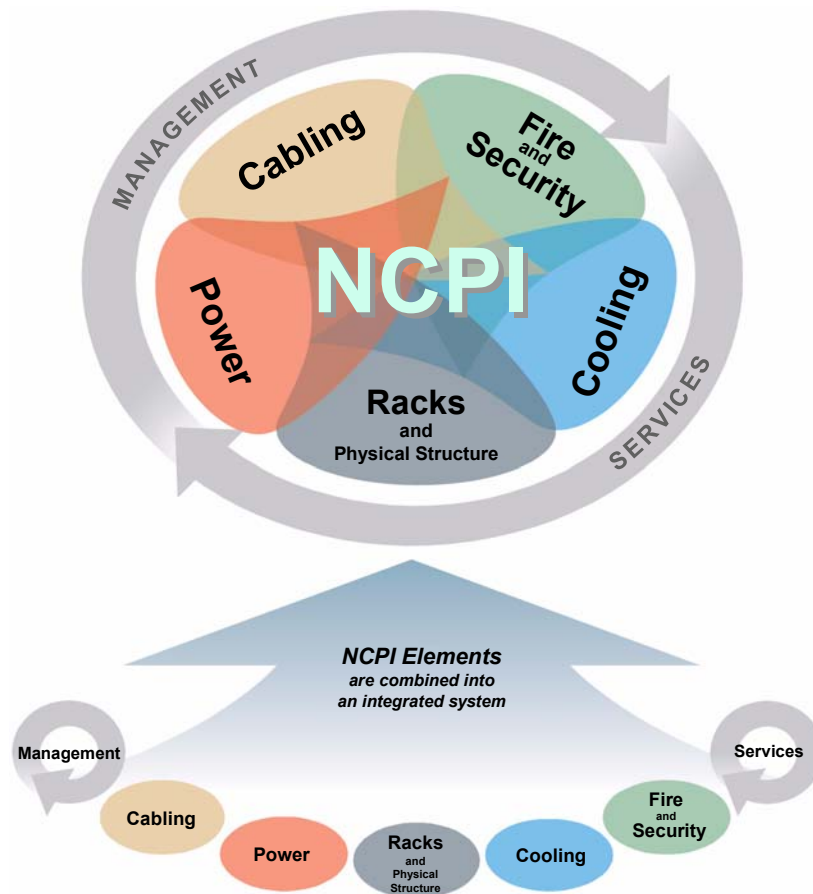 MANAGEMENT
Cabling
Fire
and
Security
NCPI
Power
Cooling
Racks
and
Physical Structure
SERVICES
NCPI Elements
are combined into
an integrated system
Management
Services
Cabling
Power
Racks
and
Physical
Structure
Cooling
Fire
and
Security